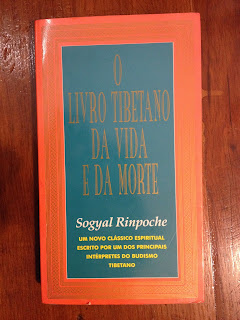 O
LIVRO TIBETANO
DA VIDA
E DA MORTE
Sogyal Rinpoche
UM NOVO CLÁSSICO ESPIRITUAL
ESCRITO POR UM DOS PRINCIPAIS
INTÉRPRETES DO BUDISMO
TIBETANO